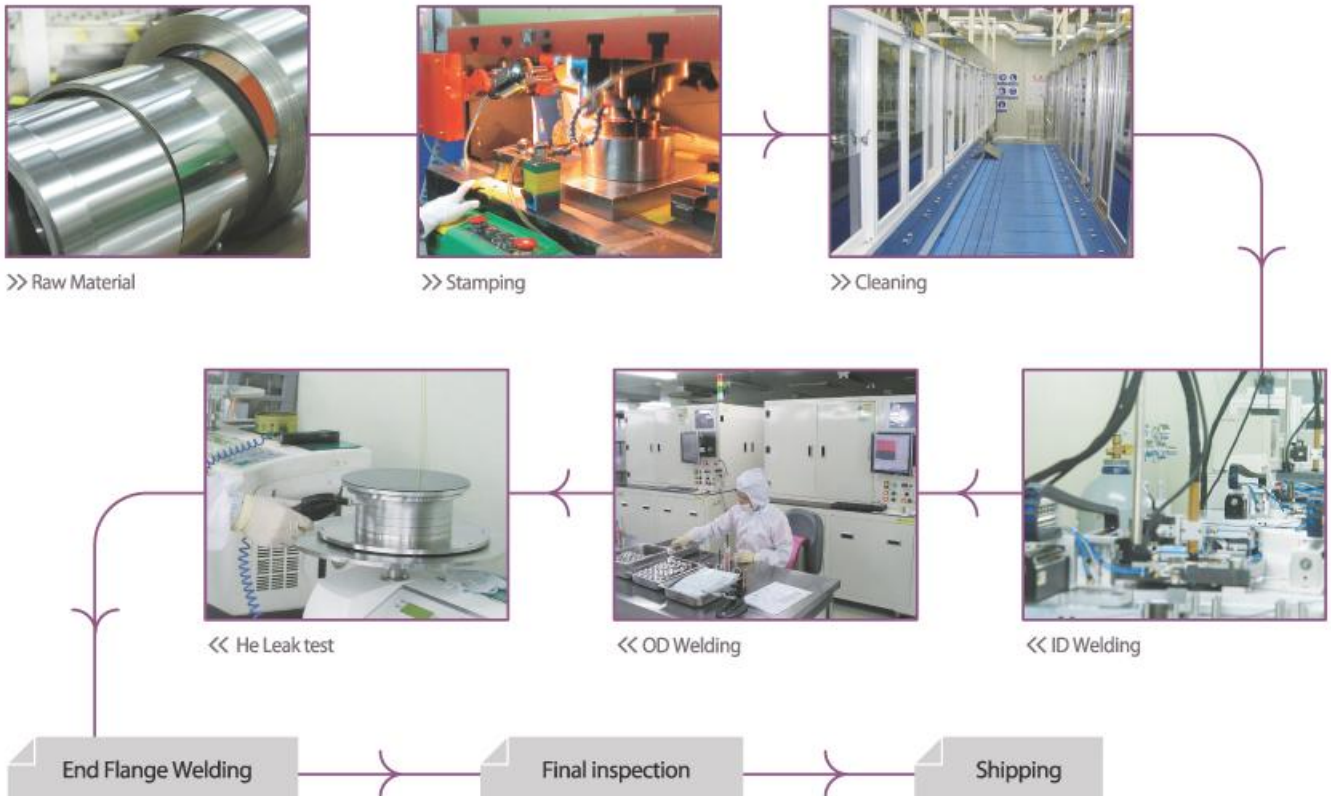 >> Raw Material
>> Stamping
>> Cleaning
<< ID Welding
<< OD Welding
<< He Leak test
End Flange Welding
Final inspection
Shipping